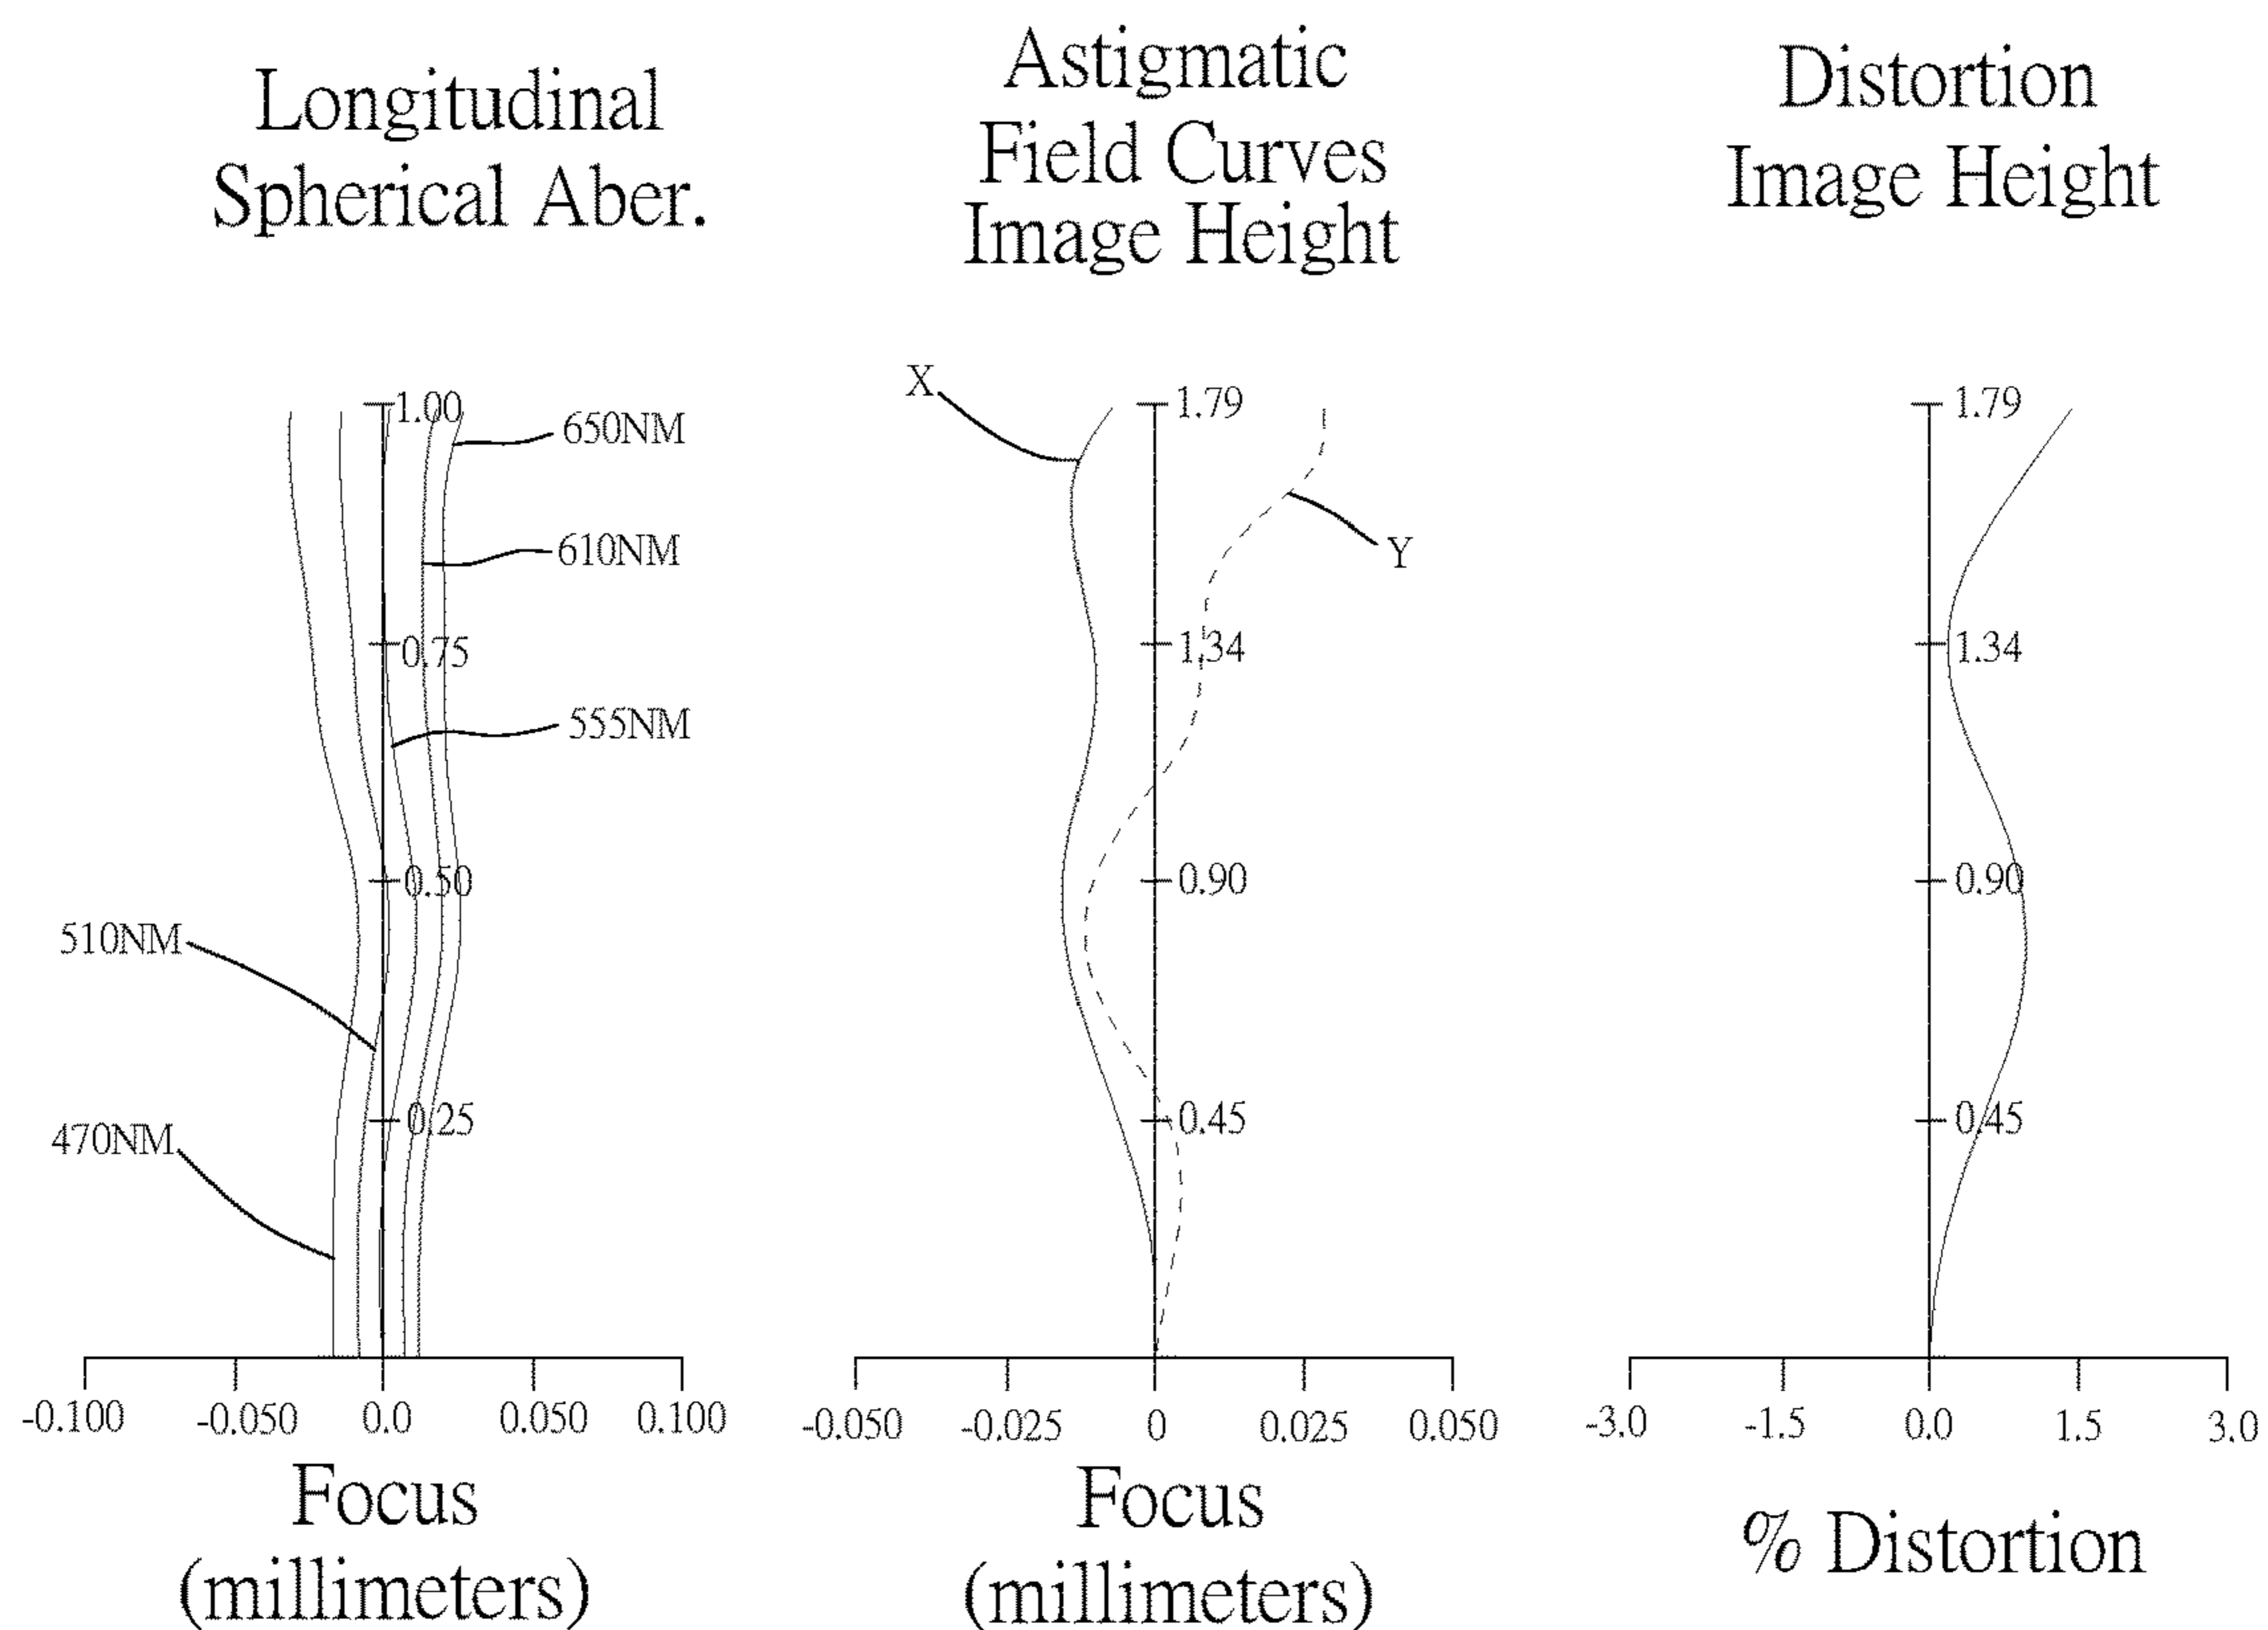 Longitudinal
Spherical Aber.
1.00
650NM
610NM
0.75
555NM
0.50
510NM
0.25
470NM
-0.100 -0.050 0.0 0.050 0.100
Focus
(millimeters)
Astigmatic
Field Curves
Image Height
X
1.79
Y
1.34
0.90
0.45
-0.050 -0.025 0 0.025 0.050
Focus
(millimeters)
Distortion
Image Height
1.79
1.34
0.90
0.45
-3.0 -1.5 0.0 1.5 3.0
% Distortion